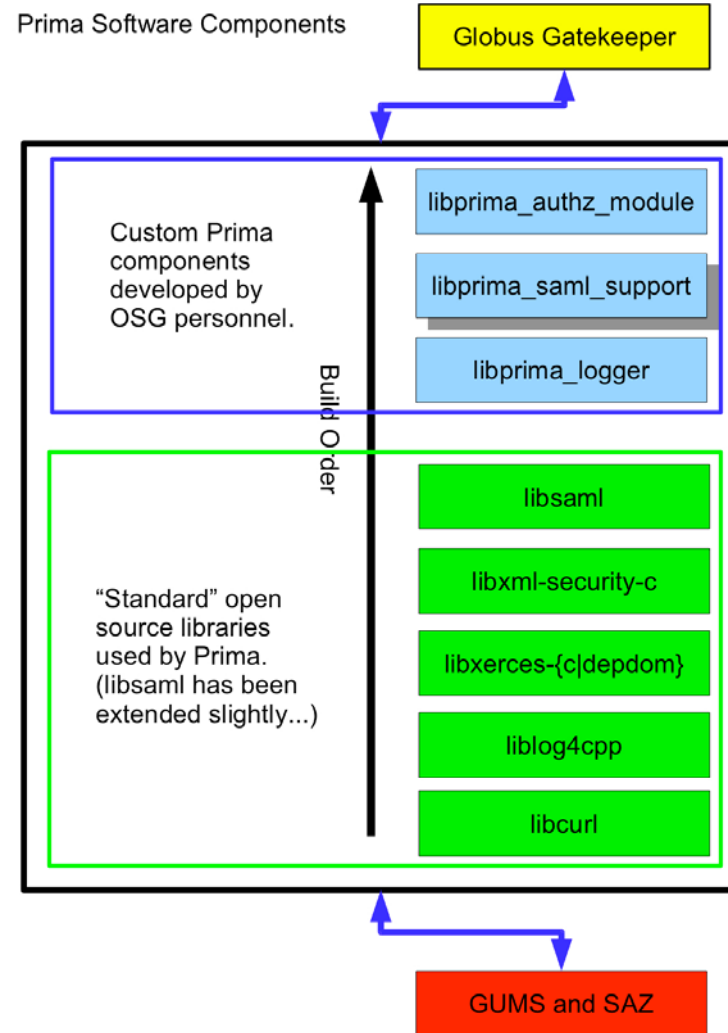 Prima Software Components
Globus Gatekeeper
libprima_authz_module
Custom Prima
components
developed by
OSG personnel.
libprima_saml_support
libprima_logger
Build Order
libsaml
libxml-security-c
"Standard" open
source libraries
used by Prima.
(libsaml has been
extended slightly...)
libxerces-{c|depdom}
liblog4cpp
libcurl
GUMS and SAZ